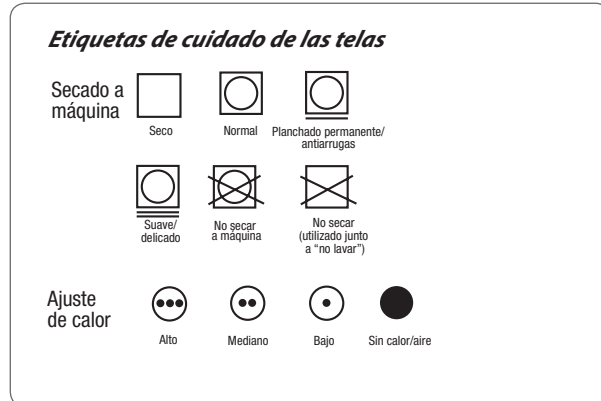 Etiquetas de cuidado de las telas
Secado a
máquina
Seco
Normal
Planchado permanente/
antiarrugas
Suave/
delicado
No secar
a máquina
No secar
(utilizado junto
a “no lavar”)
Ajuste
de calor
Alto
Mediano
Bajo
Sin calor/aire